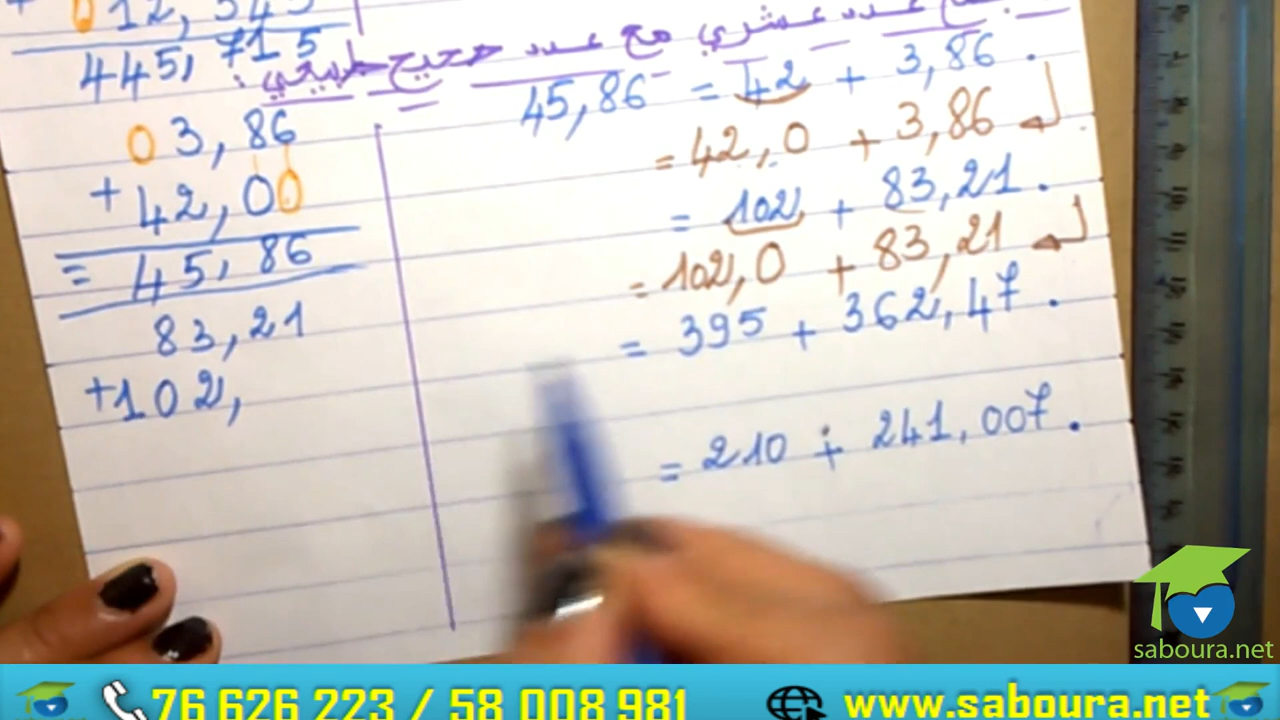 445,715
جمع عدد عشري مع عدد صحيح طبيعي :
45,86 = 42 + 3,86 .
= 42,0 + 3,86
= 102 + 83,21 .
= 102,0 + 83,21
= 395 + 362,47 .
= 210 + 241,007 .
03,86
+42,00
= 45,86
83,21
+102,
saboura.net
76 626 223 / 58 008 981
www.saboura.net